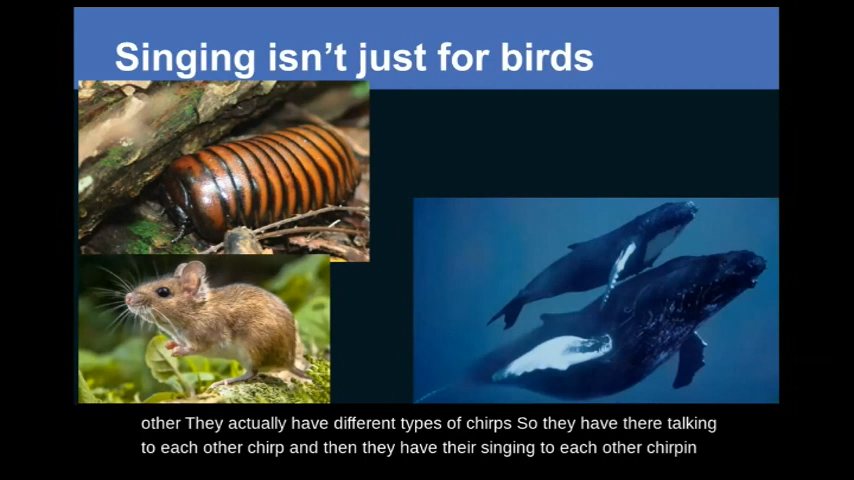 Singing isn't just for birds
other They actually have different types of chirps So they have there talking
to each other chirp and then they have their singing to each other chirpin